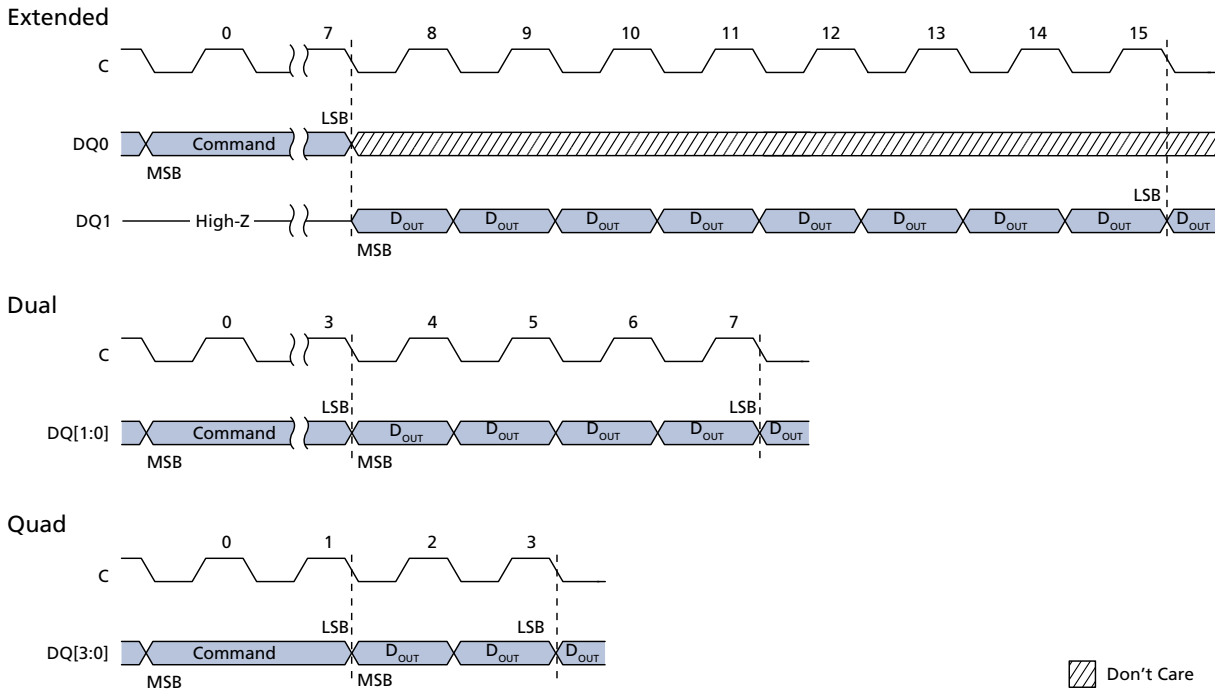 Extended
0 7 8 9 10 11 12 13 14 15
C
LSB
DQ0 Command
MSB
LSB
DQ1 High-Z DOUT DOUT DOUT DOUT DOUT DOUT DOUT DOUT DOUT
MSB
Dual
0 3 4 5 6 7
C
LSB LSB
DQ[1:0] Command DOUT DOUT DOUT DOUT DOUT
MSB MSB
Quad
0 1 2 3
C
LSB LSB
DQ[3:0] Command DOUT DOUT DOUT
MSB MSB
Don't Care